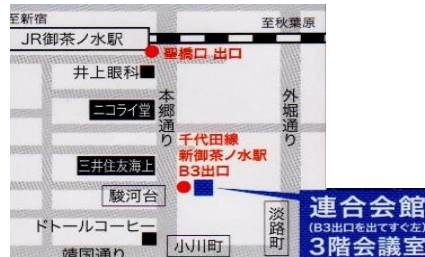 至新宿
至秋葉原
JR御茶ノ水駅
聖橋口 出口
井上眼科
本郷通り
外堀通り
ニコライ堂
千代田線
新御茶ノ水駅
B3出口
三井住友海上
駿河台
連合会館
(B3出口を出てすぐ左)
3階会議室
淡路町
ドトールコーヒー
小川町
靖国通り